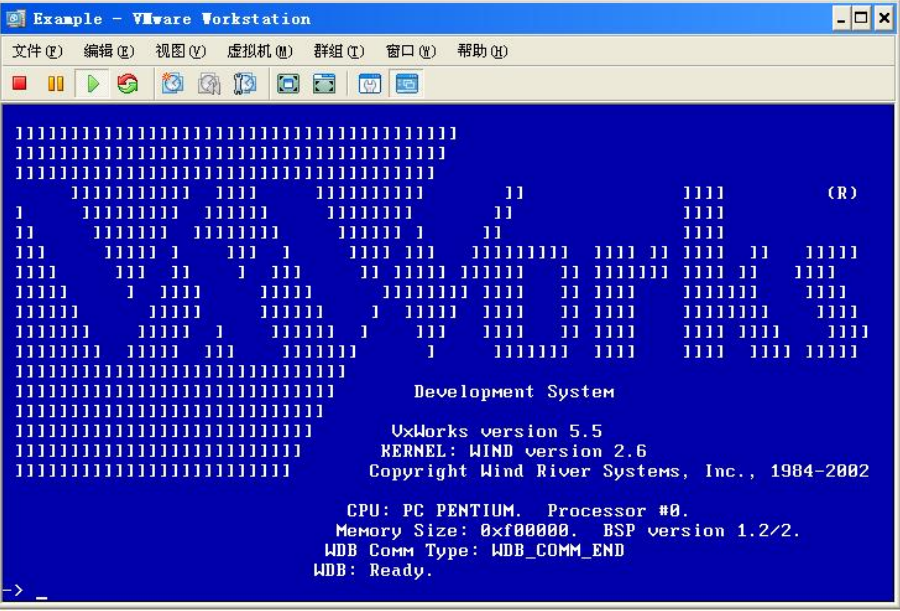 Example - VMware Workstation
文件(F) 编辑(E) 视图(V) 虚拟机(M) 群组(T) 窗口(W) 帮助(H)
VxWorks (R)
Development System
VxWorks version 5.5
KERNEL: WIND version 2.6
Copyright Wind River Systems, Inc., 1984-2002
CPU: PC PENTIUM. Processor #0.
Memory Size: 0xf00000. BSP version 1.2/2.
WDB Comm Type: WDB_COMM_END
WDB: Ready.
-> _